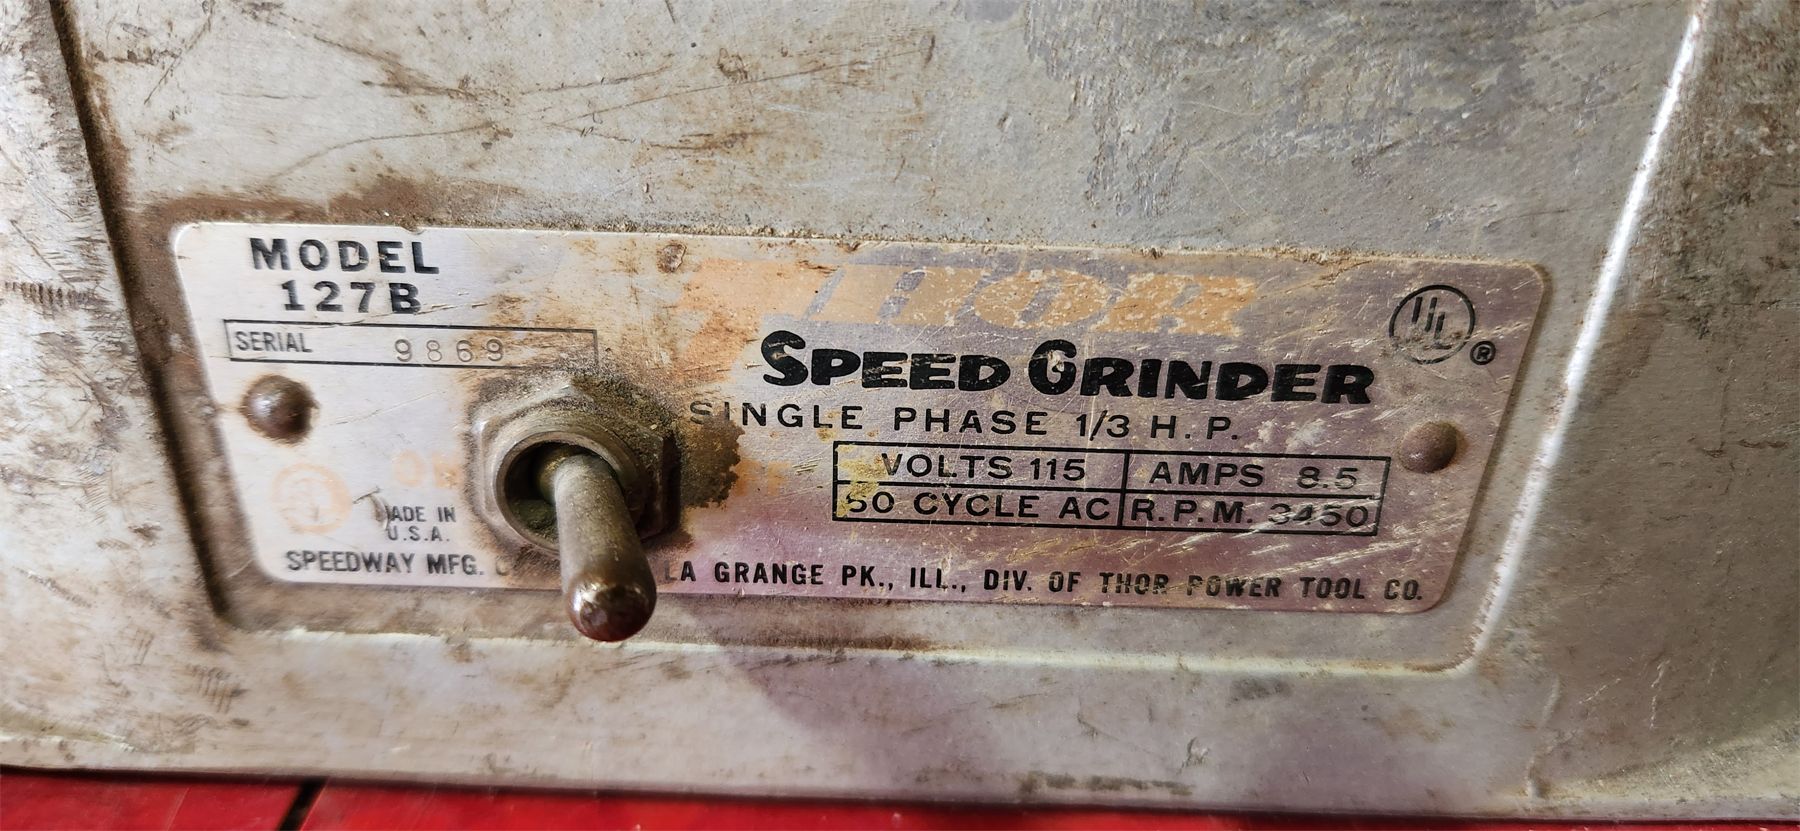 MODEL
127B
SERIAL 9869
THOR
UL
®
SPEED GRINDER
SINGLE PHASE 1/3 H.P.
VOLTS 115 AMPS 8.5
CYCLE AC R.P.M. 3450
MADE IN
U.S.A.
SPEEDWAY MFG. LA GRANGE PK., ILL., DIV. OF THOR POWER TOOL CO.